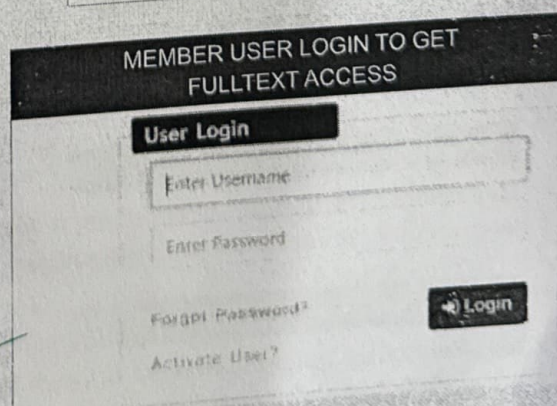 MEMBER USER LOGIN TO GET
FULLTEXT ACCESS
User Login
Enter Username
Enter Password
Forgot Password?
Login
Activate User?